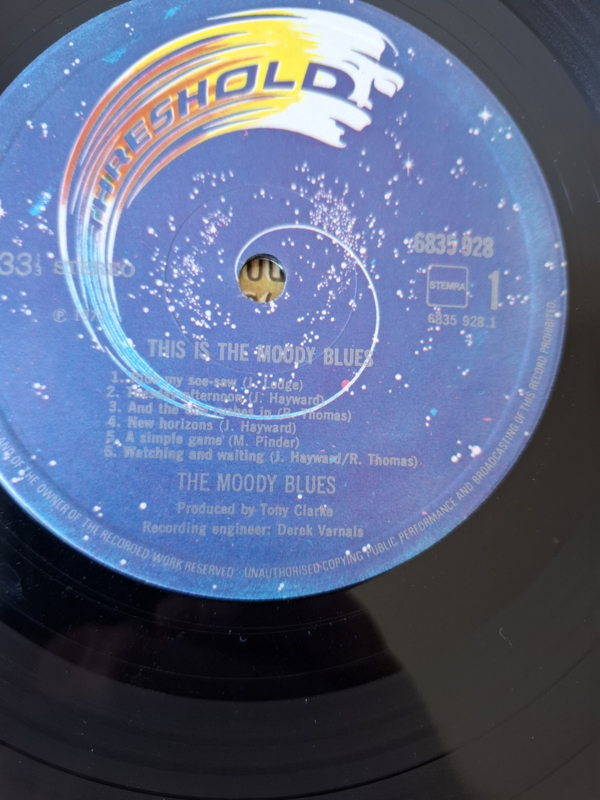 THRESHOLD
33⅓ STEREO
6835 928
STEMRA
1
6835 928.1
℗ 197
THIS IS THE MOODY BLUES
1. my see-saw (J. Lodge)
2. afternoon (J. Hayward)
3. And the in (R. Thomas)
4. New horizons (J. Hayward)
5. A simple game (M. Pinder)
6. Watching and waiting (J. Hayward/R. Thomas)
THE MOODY BLUES
Produced by Tony Clarke
Recording engineer: Derek Varnals
OF THE OWNER OF THE RECORDED WORK RESERVED · UNAUTHORISED COPYING PUBLIC PERFORMANCE AND BROADCASTING OF THIS RECORD PROHIBITED.